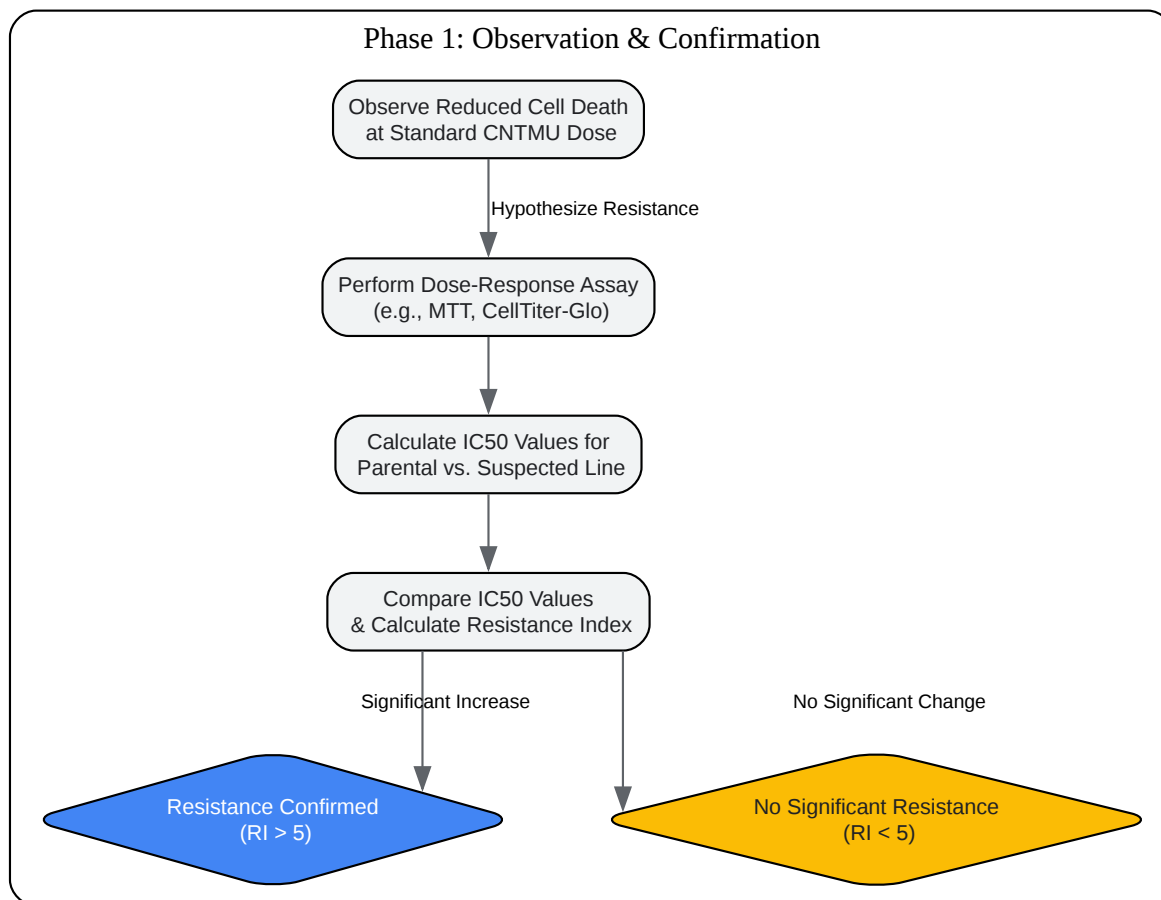 Phase 1: Observation & Confirmation
Observe Reduced Cell Death
at Standard CNTMU Dose
Hypothesize Resistance
Perform Dose-Response Assay
(e.g., MTT, CellTiter-Glo)
Calculate IC50 Values for
Parental vs. Suspected Line
Compare IC50 Values
& Calculate Resistance Index
Significant Increase
No Significant Change
Resistance Confirmed
(RI > 5)
No Significant Resistance
(RI < 5)